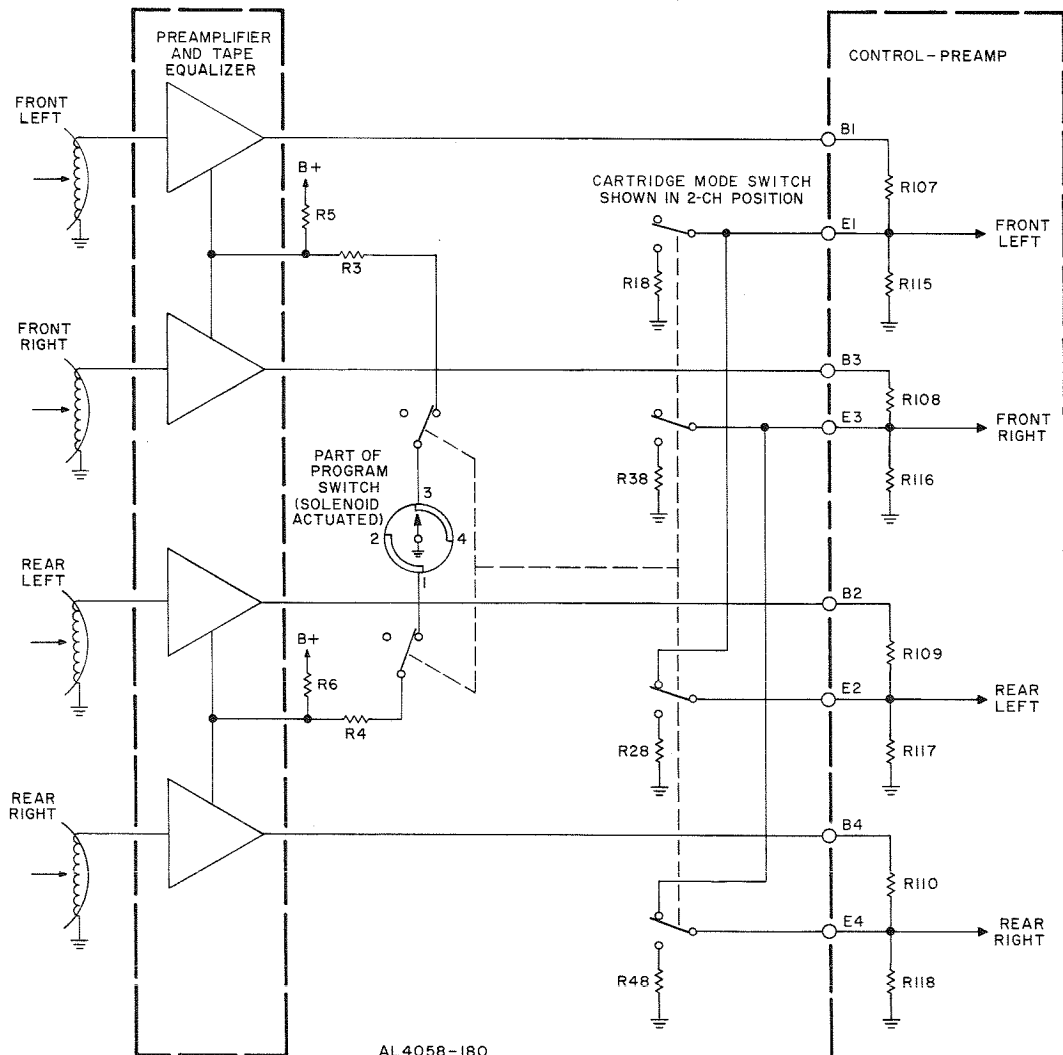 PREAMPLIFIER
AND TAPE
EQUALIZER
CONTROL-PREAMP
FRONT
LEFT
B1
B+
R5
R3
CARTRIDGE MODE SWITCH
SHOWN IN 2-CH POSITION
R107
E1
FRONT
LEFT
R18
R115
FRONT
RIGHT
B3
R108
E3
FRONT
RIGHT
R38
R116
PART OF
PROGRAM
SWITCH
(SOLENOID
ACTUATED)
3
2
4
1
REAR
LEFT
B2
B+
R6
R4
R109
E2
REAR
LEFT
R28
R117
REAR
RIGHT
B4
R110
E4
REAR
RIGHT
R48
R118
AL4058-180